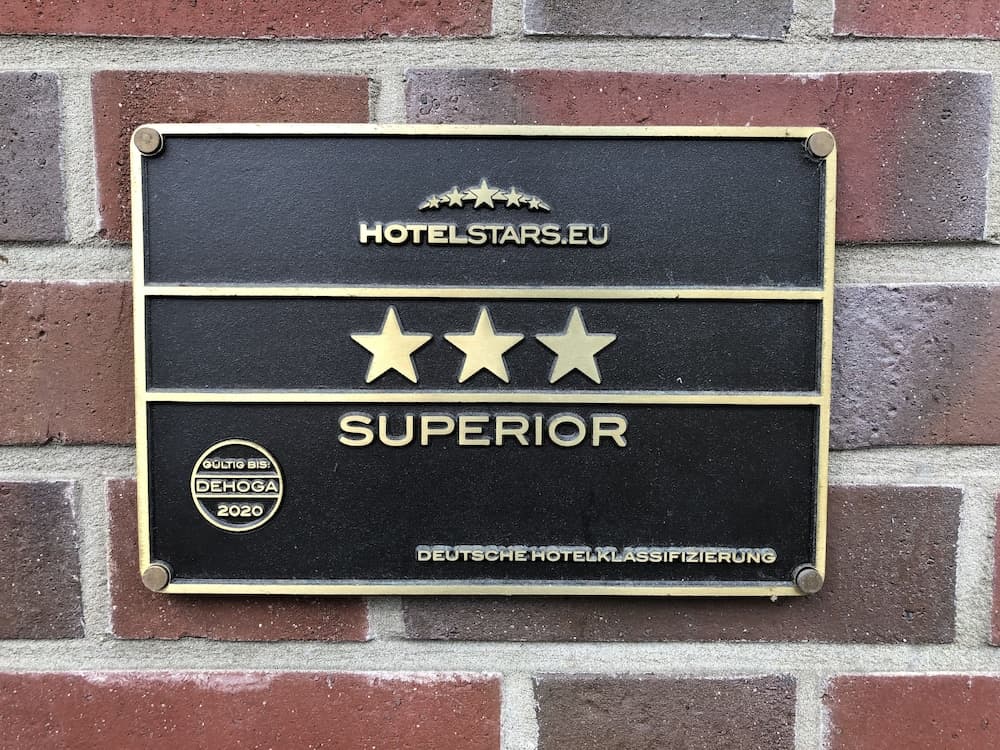 HOTELSTARS.EU
SUPERIOR
GÜLTIG BIS:
DEHOGA
2020
DEUTSCHE HOTELKLASSIFIZIERUNG